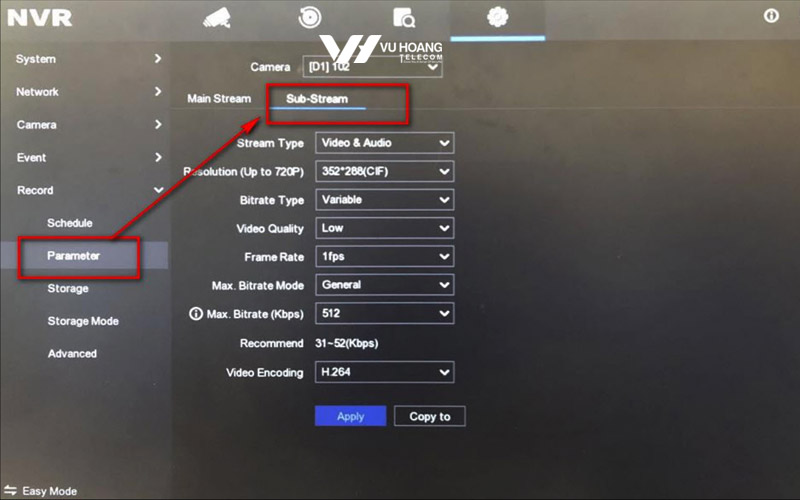 NVR
VH VU HOANG
TELECOM
Camera [D1] 102
Main Stream Sub-Stream
System
Network
Camera
Event
Record
Schedule
Parameter
Storage
Storage Mode
Advanced
Stream Type Video & Audio
Resolution (Up to 720P) 352*288(CIF)
Bitrate Type Variable
Video Quality Low
Frame Rate 1fps
Max. Bitrate Mode General
Max. Bitrate (Kbps) 512
Recommend 31~52(Kbps)
Video Encoding H.264
Apply Copy to
Easy Mode